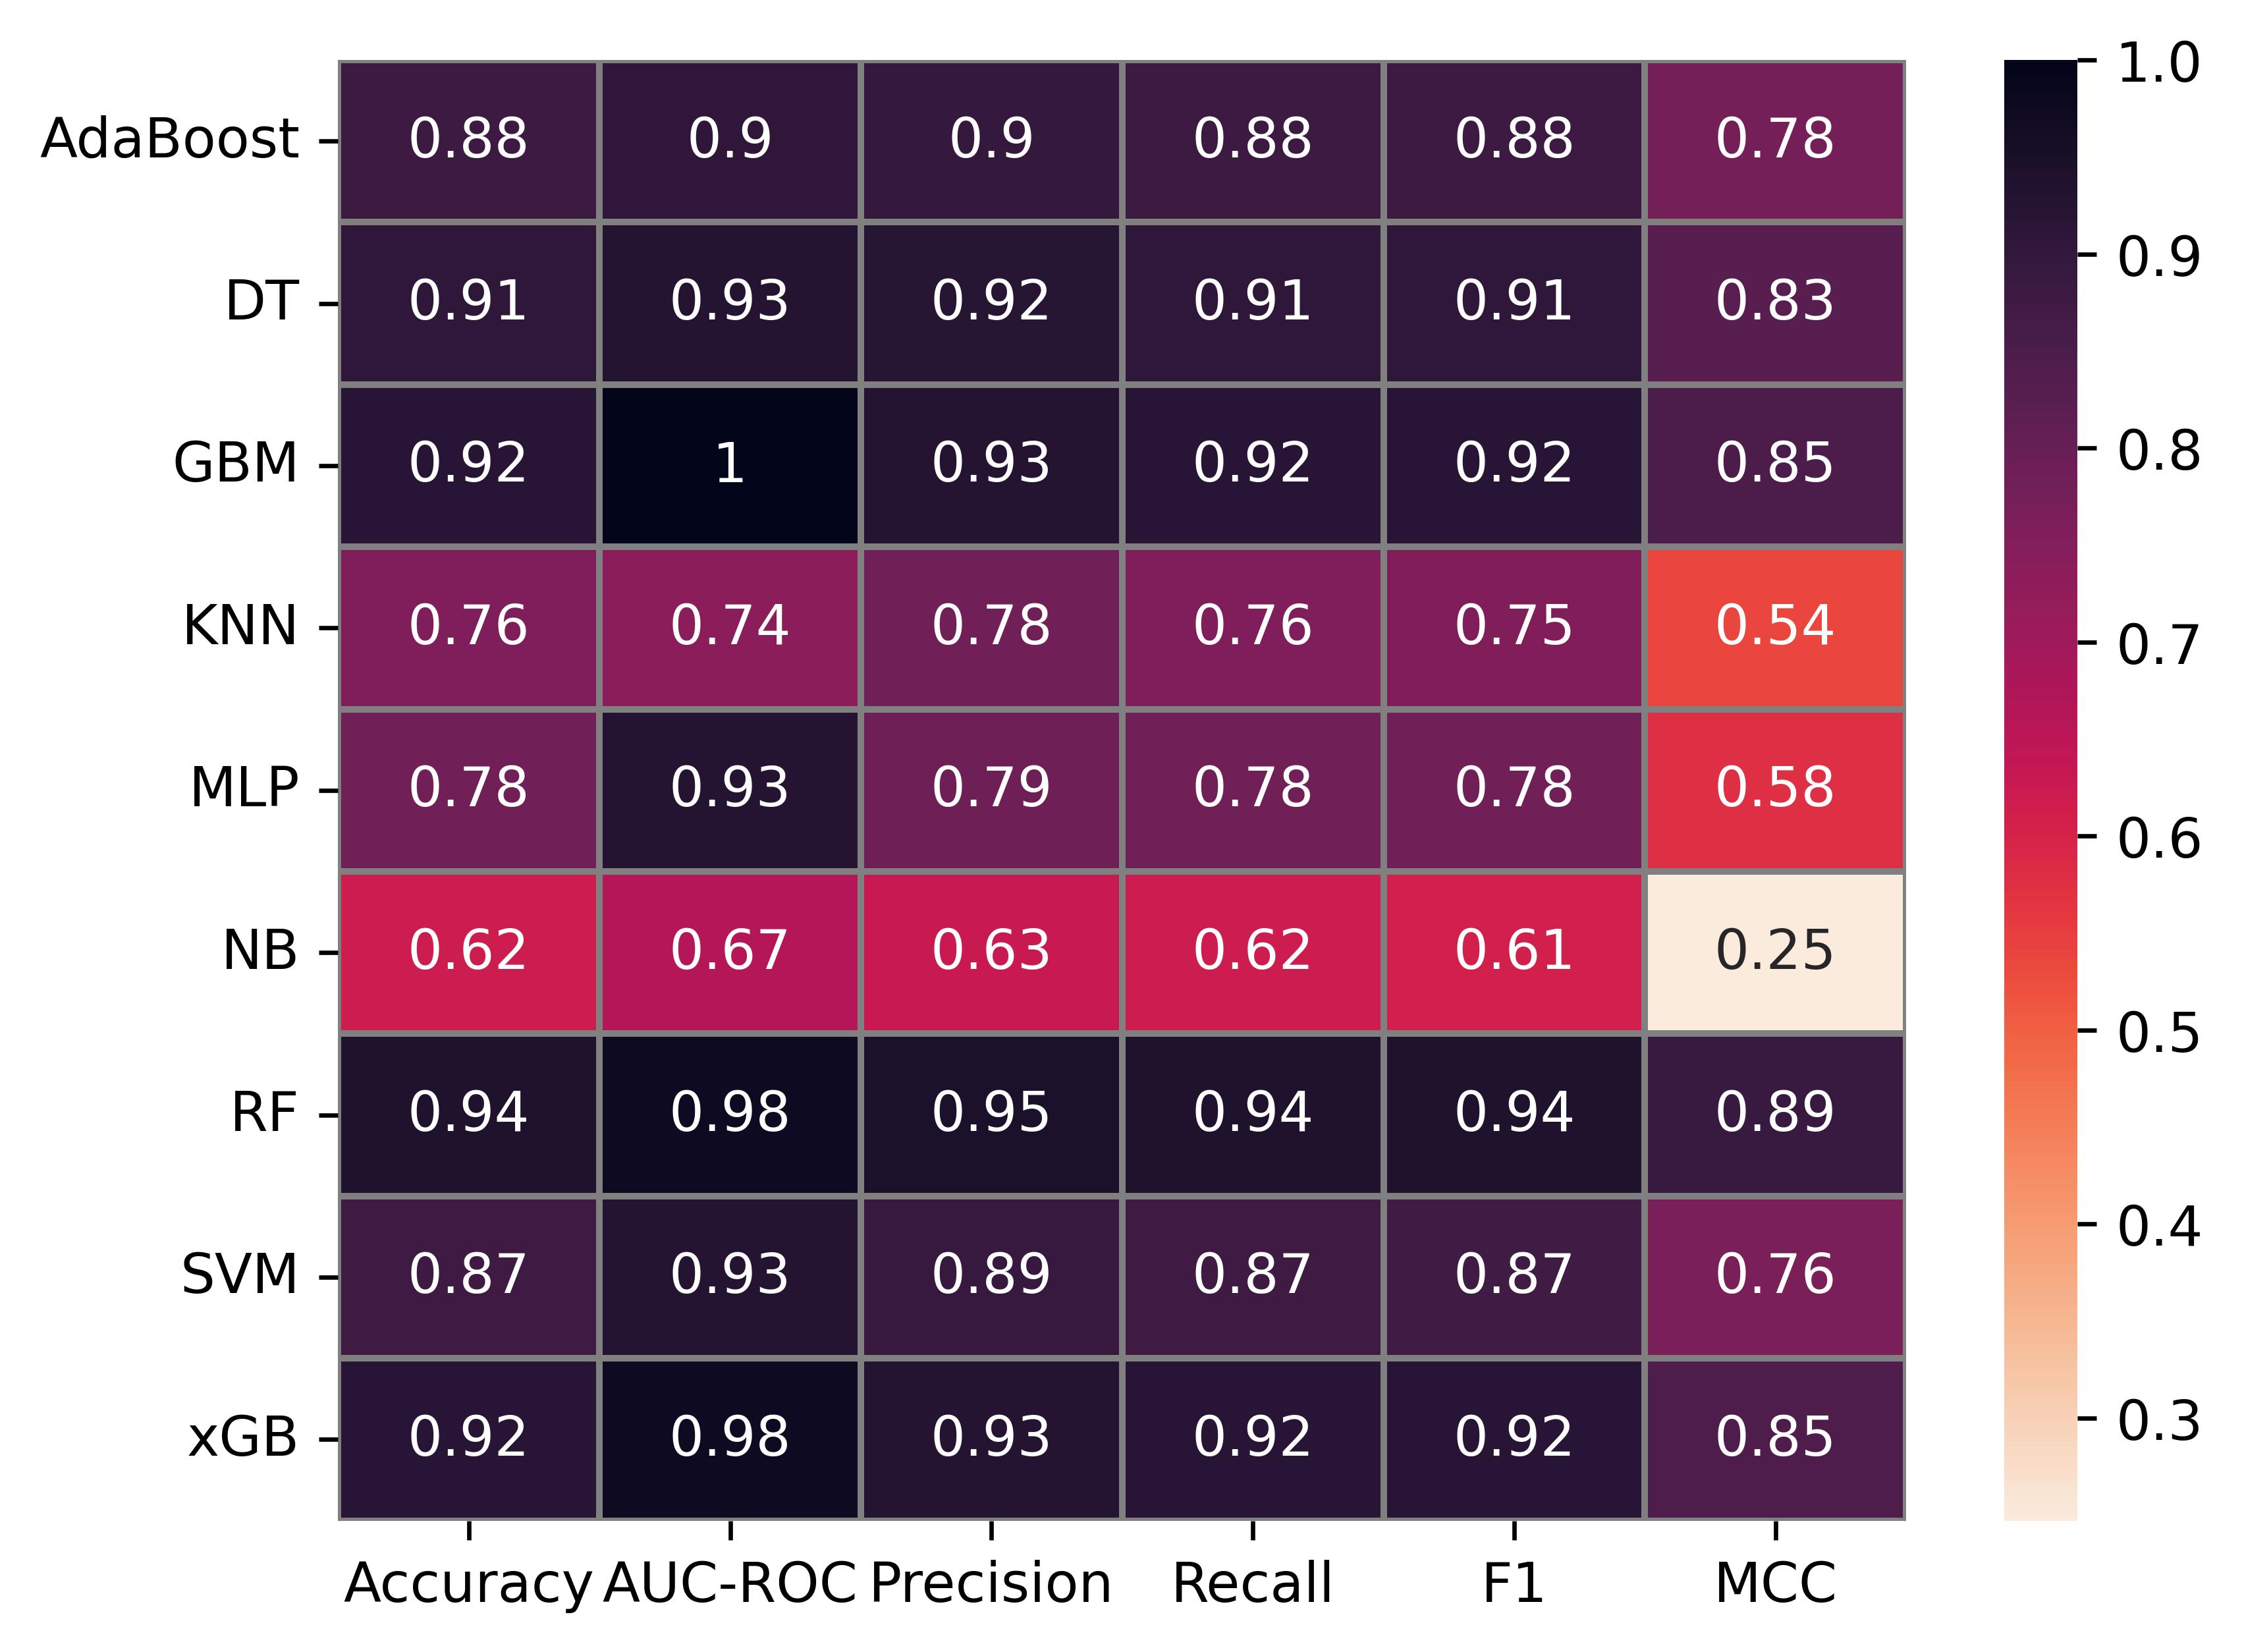 AdaBoost 0.88 0.9 0.9 0.88 0.88 0.78
DT 0.91 0.93 0.92 0.91 0.91 0.83
GBM 0.92 1 0.93 0.92 0.92 0.85
KNN 0.76 0.74 0.78 0.76 0.75 0.54
MLP 0.78 0.93 0.79 0.78 0.78 0.58
NB 0.62 0.67 0.63 0.62 0.61 0.25
RF 0.94 0.98 0.95 0.94 0.94 0.89
SVM 0.87 0.93 0.89 0.87 0.87 0.76
xGB 0.92 0.98 0.93 0.92 0.92 0.85
Accuracy AUC-ROC Precision Recall F1 MCC
1.0
0.9
0.8
0.7
0.6
0.5
0.4
0.3